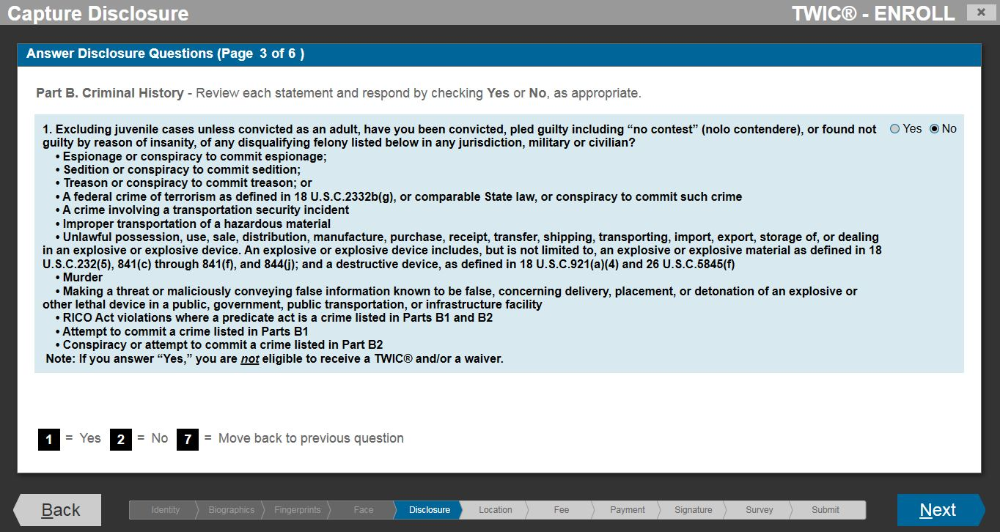 Capture Disclosure
TWIC® - ENROLL
×
Answer Disclosure Questions (Page 3 of 6 )
Part B. Criminal History - Review each statement and respond by checking Yes or No, as appropriate.
1. Excluding juvenile cases unless convicted as an adult, have you been convicted, pled guilty including “no contest” (nolo contendere), or found not
Yes No
guilty by reason of insanity, of any disqualifying felony listed below in any jurisdiction, military or civilian?
• Espionage or conspiracy to commit espionage;
• Sedition or conspiracy to commit sedition;
• Treason or conspiracy to commit treason; or
• A federal crime of terrorism as defined in 18 U.S.C.2332b(g), or comparable State law, or conspiracy to commit such crime
• A crime involving a transportation security incident
• Improper transportation of a hazardous material
• Unlawful possession, use, sale, distribution, manufacture, purchase, receipt, transfer, shipping, transporting, import, export, storage of, or dealing
in an explosive or explosive device. An explosive or explosive device includes, but is not limited to, an explosive or explosive material as defined in 18
U.S.C.232(5), 841(c) through 841(f), and 844(j); and a destructive device, as defined in 18 U.S.C.921(a)(4) and 26 U.S.C.5845(f)
• Murder
• Making a threat or maliciously conveying false information known to be false, concerning delivery, placement, or detonation of an explosive or
other lethal device in a public, government, public transportation, or infrastructure facility
• RICO Act violations where a predicate act is a crime listed in Parts B1 and B2
• Attempt to commit a crime listed in Parts B1
• Conspiracy or attempt to commit a crime listed in Part B2
Note: If you answer “Yes,” you are not eligible to receive a TWIC® and/or a waiver.
1 = Yes 2 = No 7 = Move back to previous question
Back
Identity Biographics Fingerprints Face Disclosure Location Fee Payment Signature Survey Submit
Next